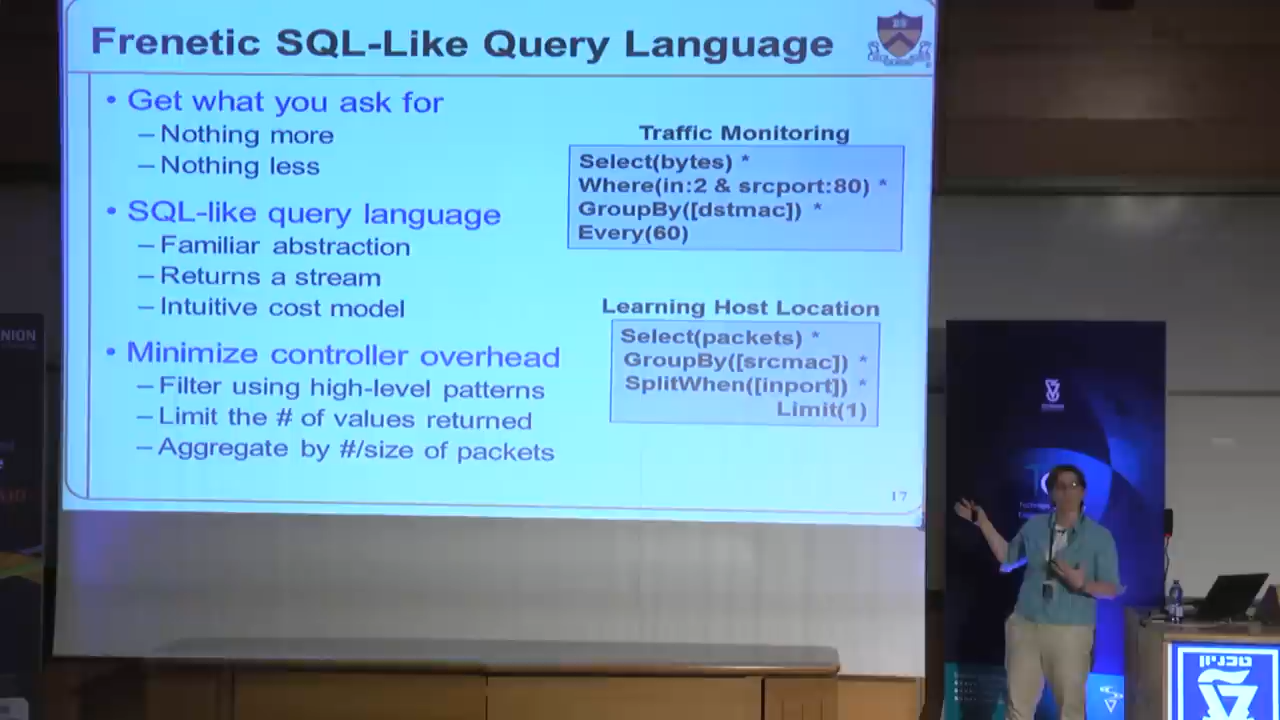 Frenetic SQL-Like Query Language
• Get what you ask for
– Nothing more
– Nothing less
• SQL-like query language
– Familiar abstraction
– Returns a stream
– Intuitive cost model
• Minimize controller overhead
– Filter using high-level patterns
– Limit the # of values returned
– Aggregate by #/size of packets
Traffic Monitoring
Select(bytes) *
Where(in:2 & srcport:80) *
GroupBy([dstmac]) *
Every(60)
Learning Host Location
Select(packets) *
GroupBy([srcmac]) *
SplitWhen([inport]) *
Limit(1)
17
NION
טכניון